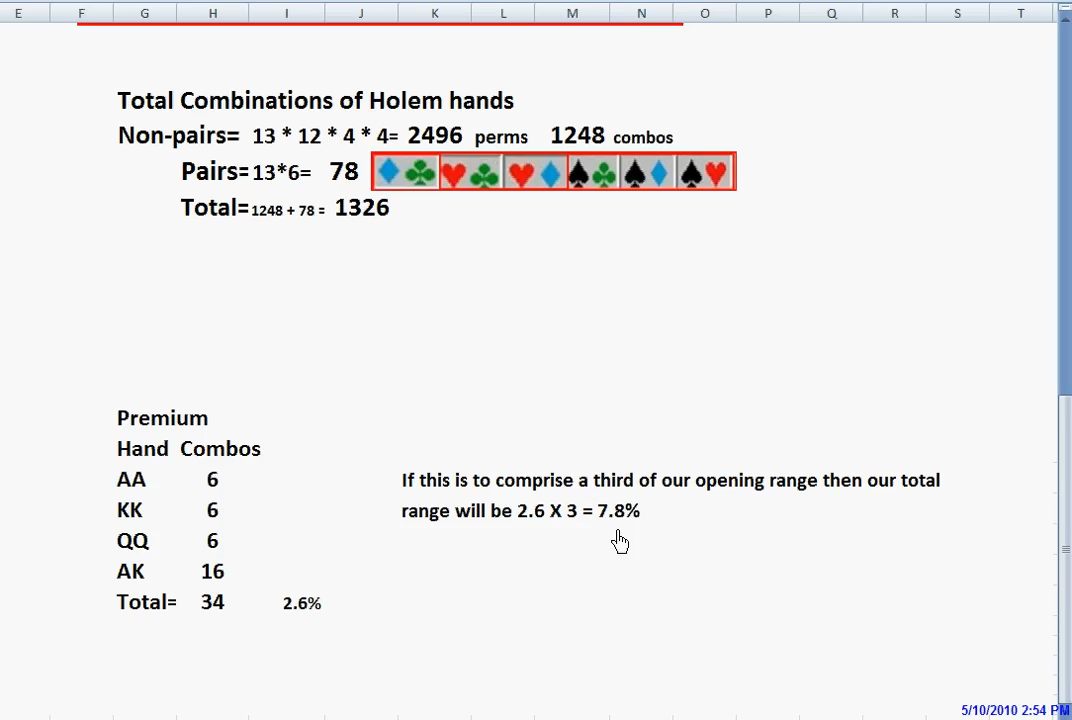 E F G H I J K L M N O P Q R S T
Total Combinations of Holem hands
Non-pairs= 13 * 12 * 4 * 4= 2496 perms 1248 combos
Pairs= 13*6= 78
Total= 1248 + 78 = 1326
Premium
Hand Combos
AA 6 If this is to comprise a third of our opening range then our total
KK 6 range will be 2.6 X 3 = 7.8%
QQ 6
AK 16
Total= 34 2.6%
5/10/2010 2:54 PM